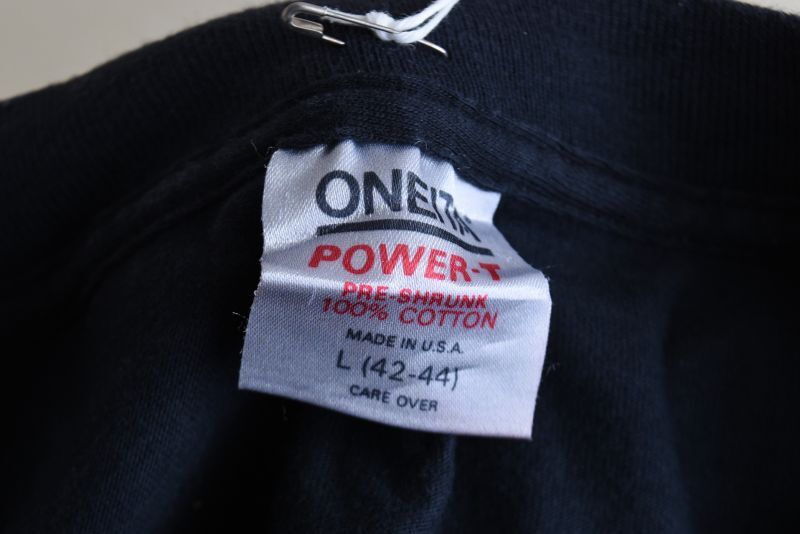 ONEITA
POWER-T
PRE-SHRUNK
100% COTTON
MADE IN U.S.A.
L (42-44)
CARE OVER